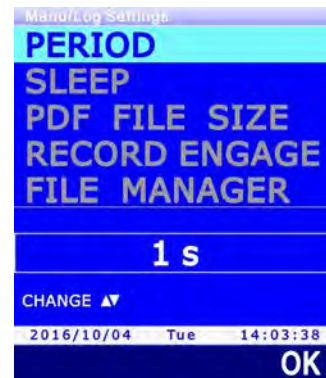 Manu/Log Settings
PERIOD
SLEEP
PDF FILE SIZE
RECORD ENGAGE
FILE MANAGER
1 s
CHANGE ▲▼
2016/10/04 Tue 14:03:38
OK